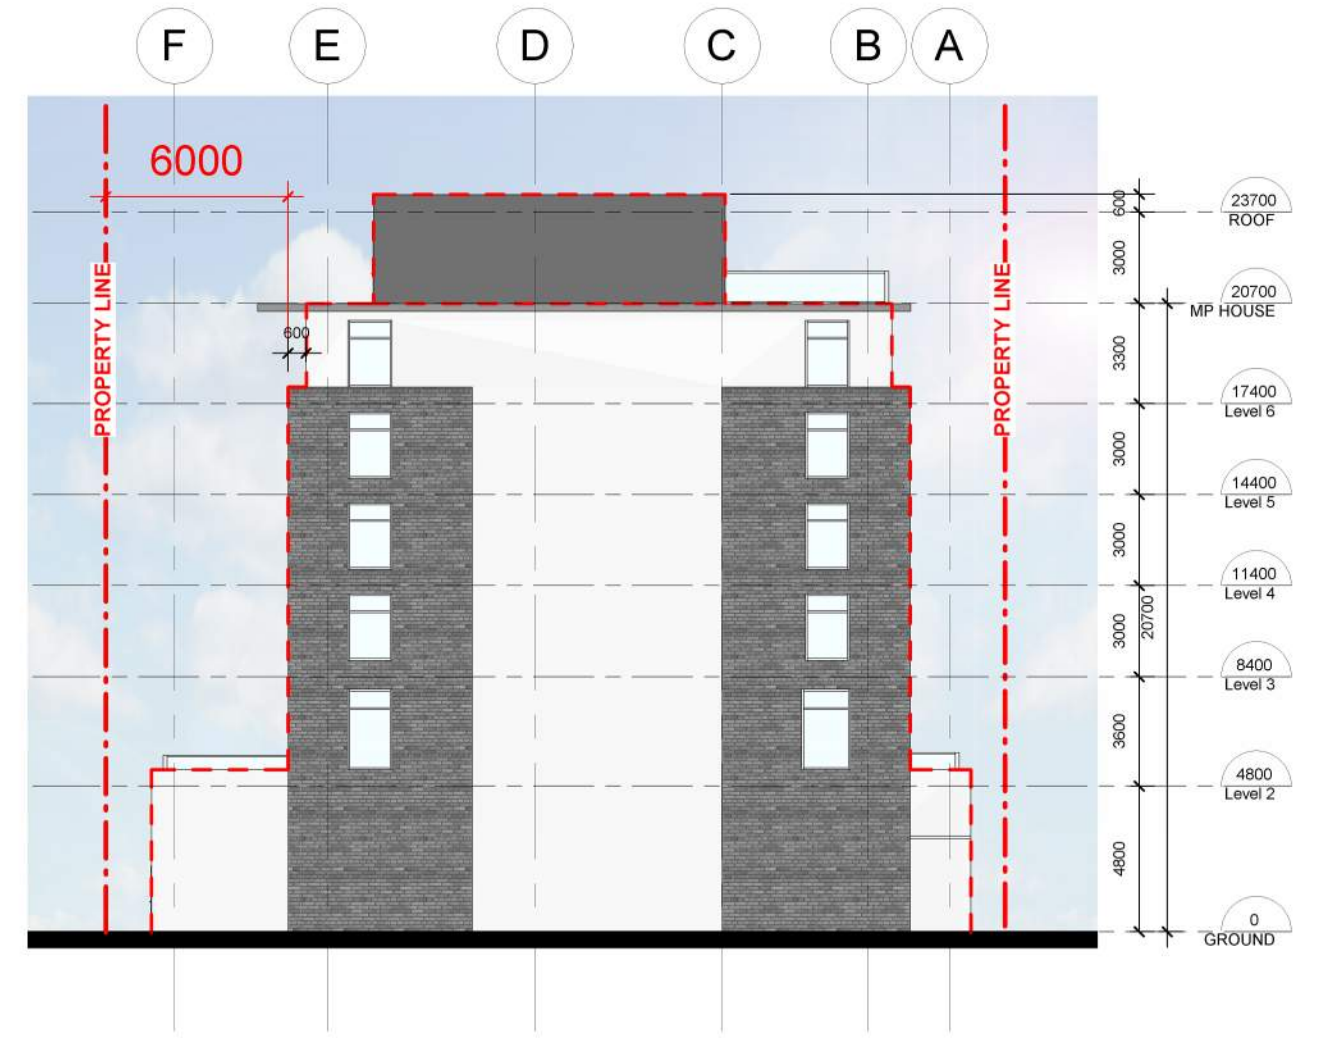 F E D C B A
6000
600
23700
ROOF
3000
PROPERTY LINE
PROPERTY LINE
20700
MP HOUSE
600
3300
17400
Level 6
3000
14400
Level 5
3000
11400
Level 4
3000
20700
8400
Level 3
3600
4800
Level 2
4800
0
GROUND